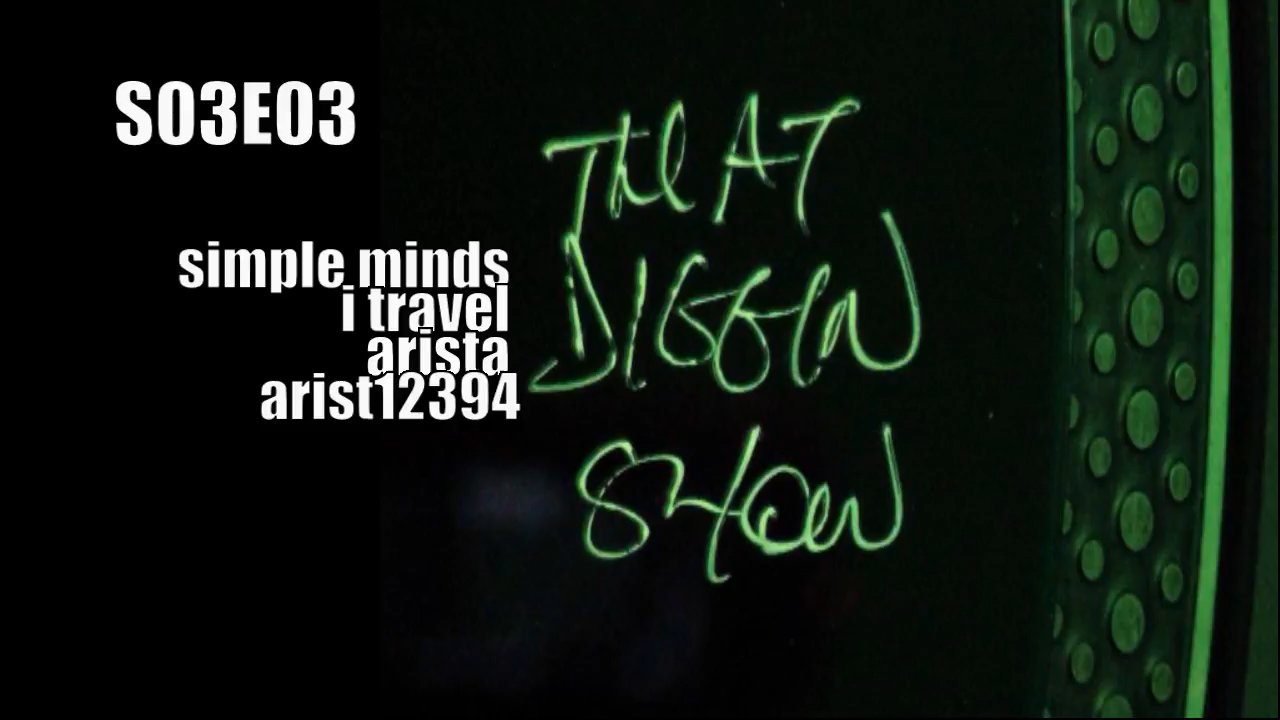 S03E03
simple minds
i travel
arista
arist12394
THE AT
DIGGIN
SHOW